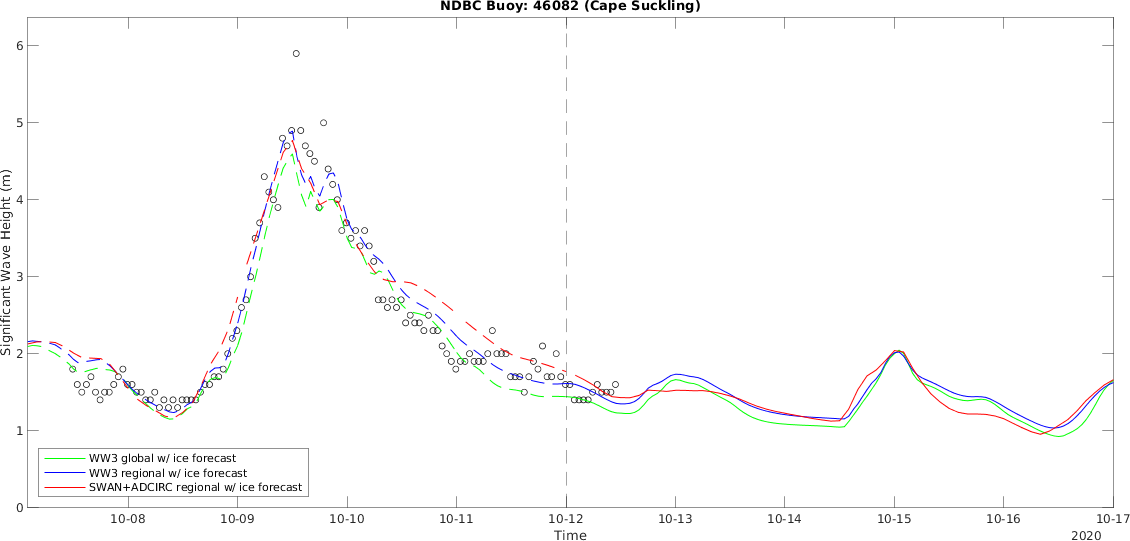 NDBC Buoy: 46082 (Cape Suckling)
Significant Wave Height (m)
6
5
4
3
2
1
0
WW3 global w/ ice forecast
WW3 regional w/ ice forecast
SWAN+ADCIRC regional w/ ice forecast
10-08 10-09 10-10 10-11 10-12 10-13 10-14 10-15 10-16 10-17
Time
2020